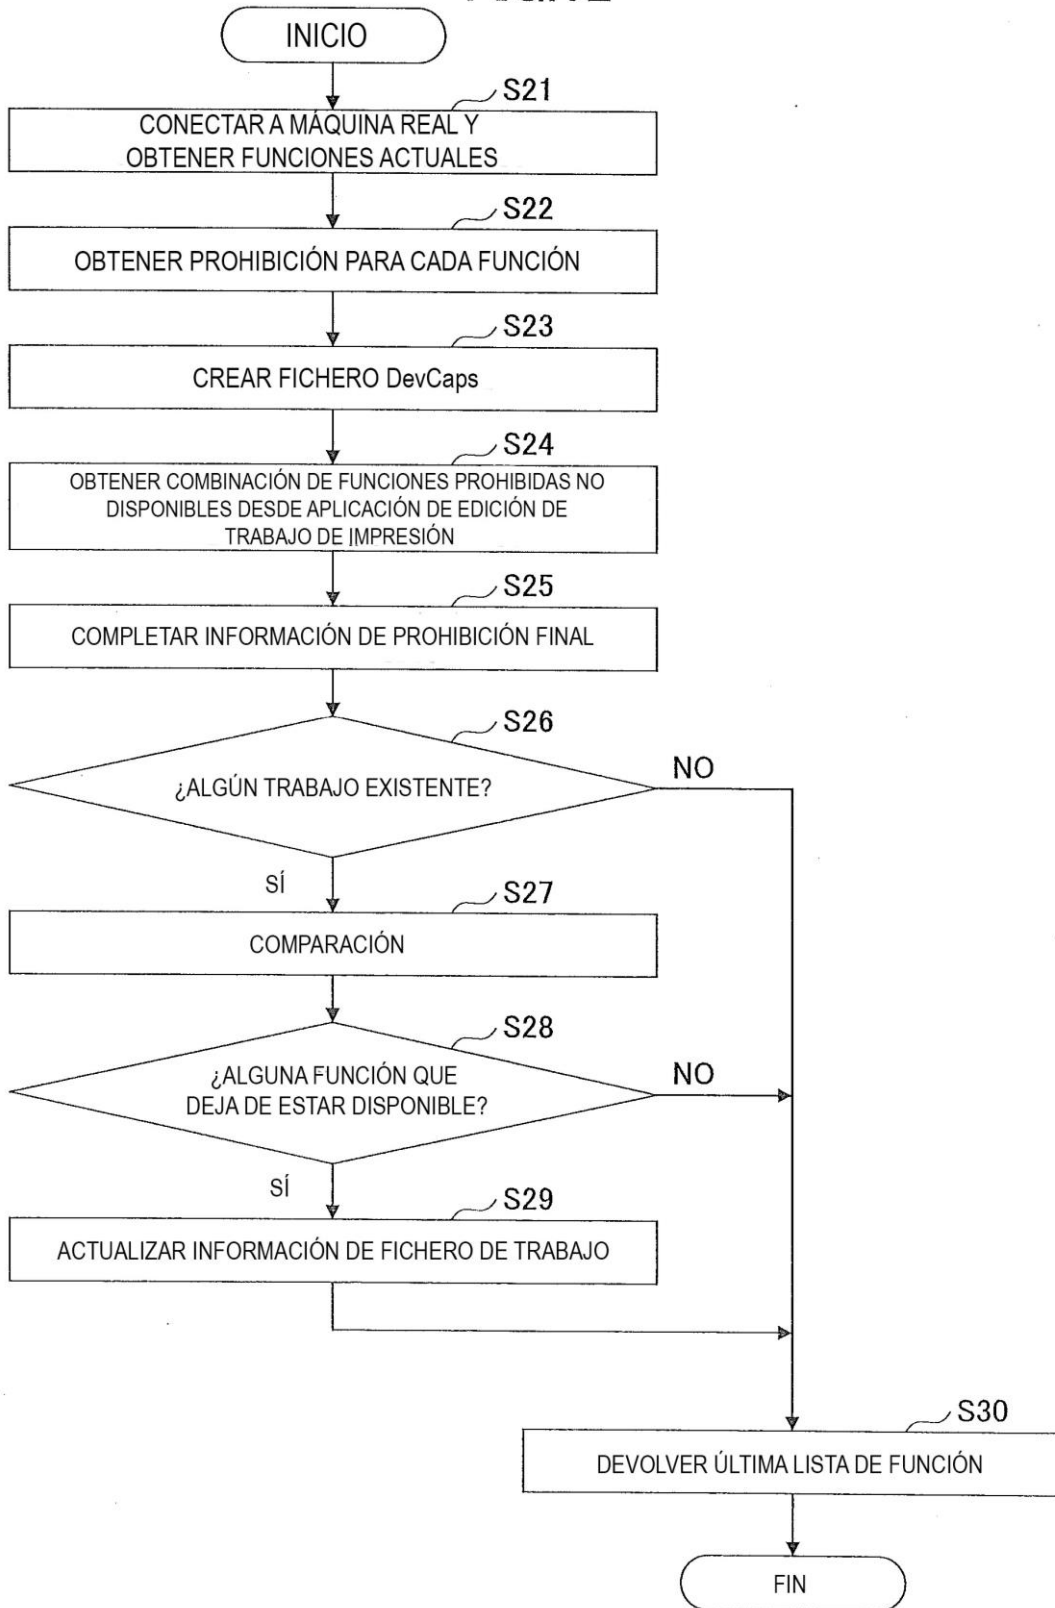 INICIO
S21
CONECTAR A MÁQUINA REAL Y
OBTENER FUNCIONES ACTUALES
S22
OBTENER PROHIBICIÓN PARA CADA FUNCIÓN
S23
CREAR FICHERO DevCaps
S24
OBTENER COMBINACIÓN DE FUNCIONES PROHIBIDAS NO
DISPONIBLES DESDE APLICACIÓN DE EDICIÓN DE
TRABAJO DE IMPRESIÓN
S25
COMPLETAR INFORMACIÓN DE PROHIBICIÓN FINAL
S26
¿ALGÚN TRABAJO EXISTENTE?
NO
SÍ
S27
COMPARACIÓN
S28
¿ALGUNA FUNCIÓN QUE
DEJA DE ESTAR DISPONIBLE?
NO
SÍ
S29
ACTUALIZAR INFORMACIÓN DE FICHERO DE TRABAJO
S30
DEVOLVER ÚLTIMA LISTA DE FUNCIÓN
FIN